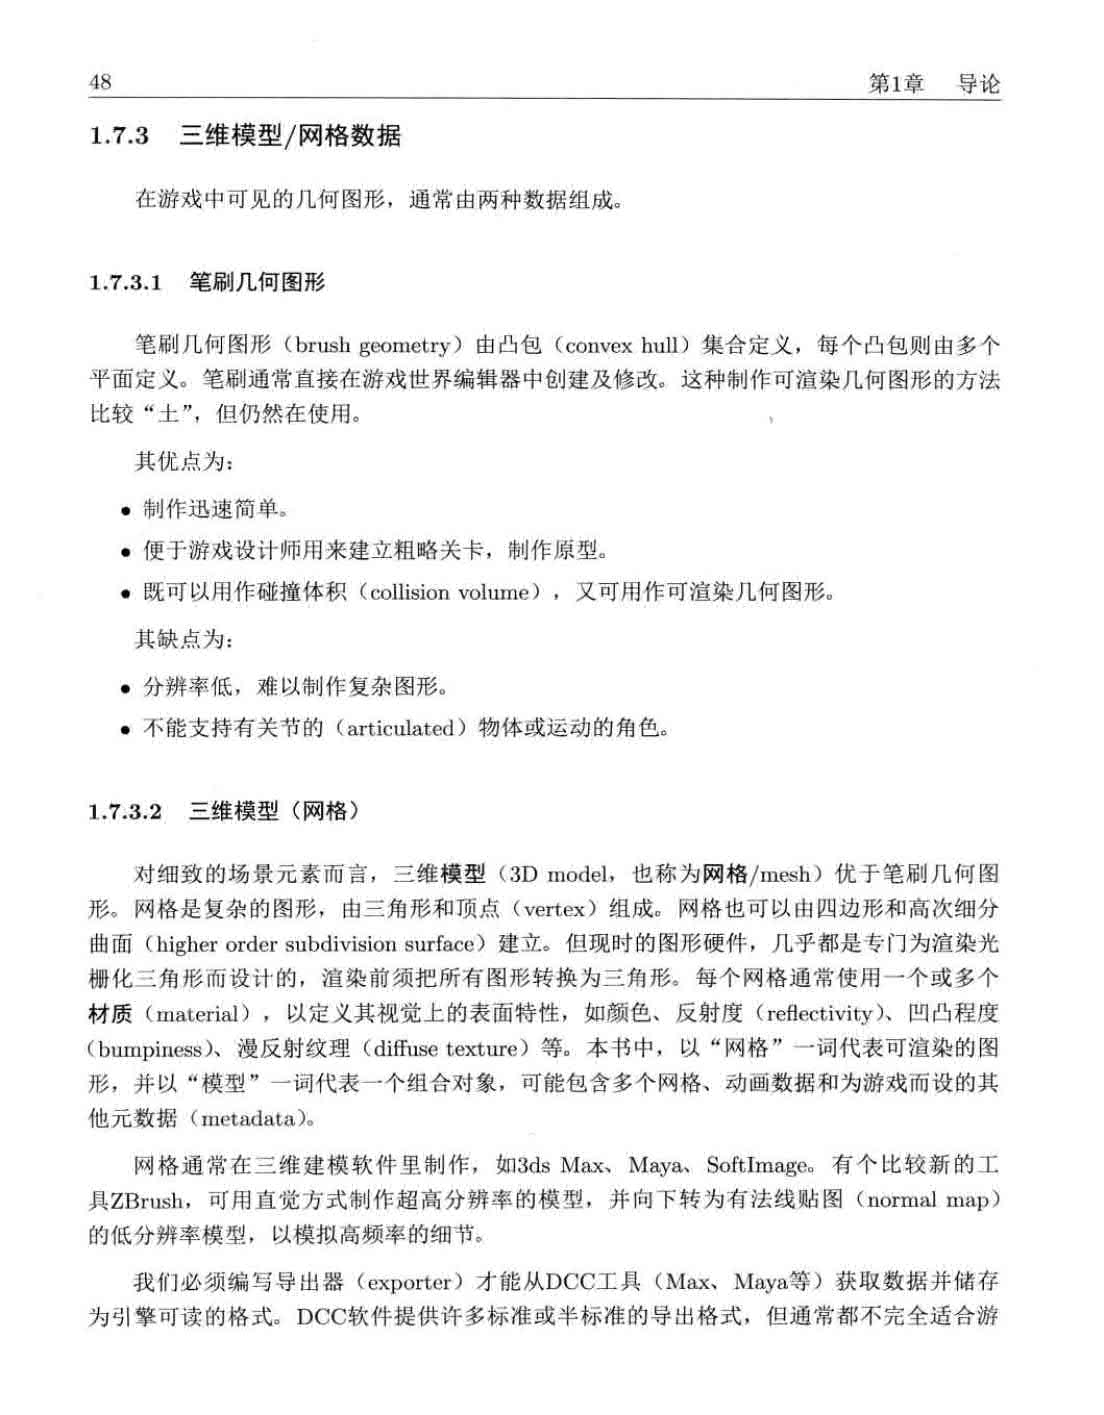 48 第1章 导论
1.7.3 三维模型/网格数据
在游戏中可见的几何图形，通常由两种数据组成。
1.7.3.1 笔刷几何图形
笔刷几何图形（brush geometry）由凸包（convex hull）集合定义，每个凸包则由多个
平面定义。笔刷通常直接在游戏世界编辑器中创建及修改。这种制作可渲染几何图形的方法
比较“土”，但仍然在使用。
其优点为：
● 制作迅速简单。
● 便于游戏设计师用来建立粗略关卡，制作原型。
● 既可以用作碰撞体积（collision volume），又可用作可渲染几何图形。
其缺点为：
● 分辨率低，难以制作复杂图形。
● 不能支持有关节的（articulated）物体或运动的角色。
1.7.3.2 三维模型（网格）
对细致的场景元素而言，三维模型（3D model，也称为网格/mesh）优于笔刷几何图
形。网格是复杂的图形，由三角形和顶点（vertex）组成。网格也可以由四边形和高次细分
曲面（higher order subdivision surface）建立。但现时的图形硬件，几乎都是专门为渲染光
栅化三角形而设计的，渲染前须把所有图形转换为三角形。每个网格通常使用一个或多个
材质（material），以定义其视觉上的表面特性，如颜色、反射度（reflectivity）、凹凸程度
（bumpiness）、漫反射纹理（diffuse texture）等。本书中，以“网格”一词代表可渲染的图
形，并以“模型”一词代表一个组合对象，可能包含多个网格、动画数据和为游戏而设的其
他元数据（metadata）。
网格通常在三维建模软件里制作，如3ds Max、Maya、SoftImage。有个比较新的工
具ZBrush，可用直觉方式制作超高分辨率的模型，并向下转为有法线贴图（normal map）
的低分辨率模型，以模拟高频率的细节。
我们必须编写导出器（exporter）才能从DCC工具（Max、Maya等）获取数据并储存
为引擎可读的格式。DCC软件提供许多标准或半标准的导出格式，但通常都不完全适合游